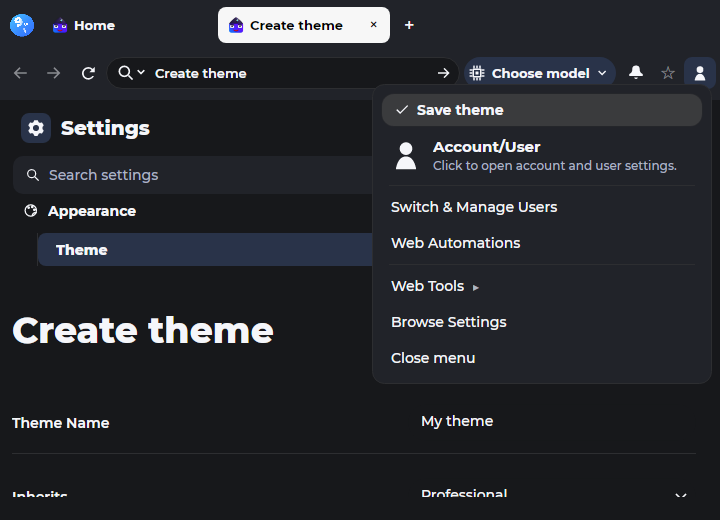 Home
Create theme × +
Create theme
Choose model
Settings
Save theme
Account/User
Click to open account and user settings.
Search settings
Appearance
Switch & Manage Users
Theme
Web Automations
Web Tools ▸
Browse Settings
Create theme
Close menu
Theme Name
My theme
Inherits
Professional